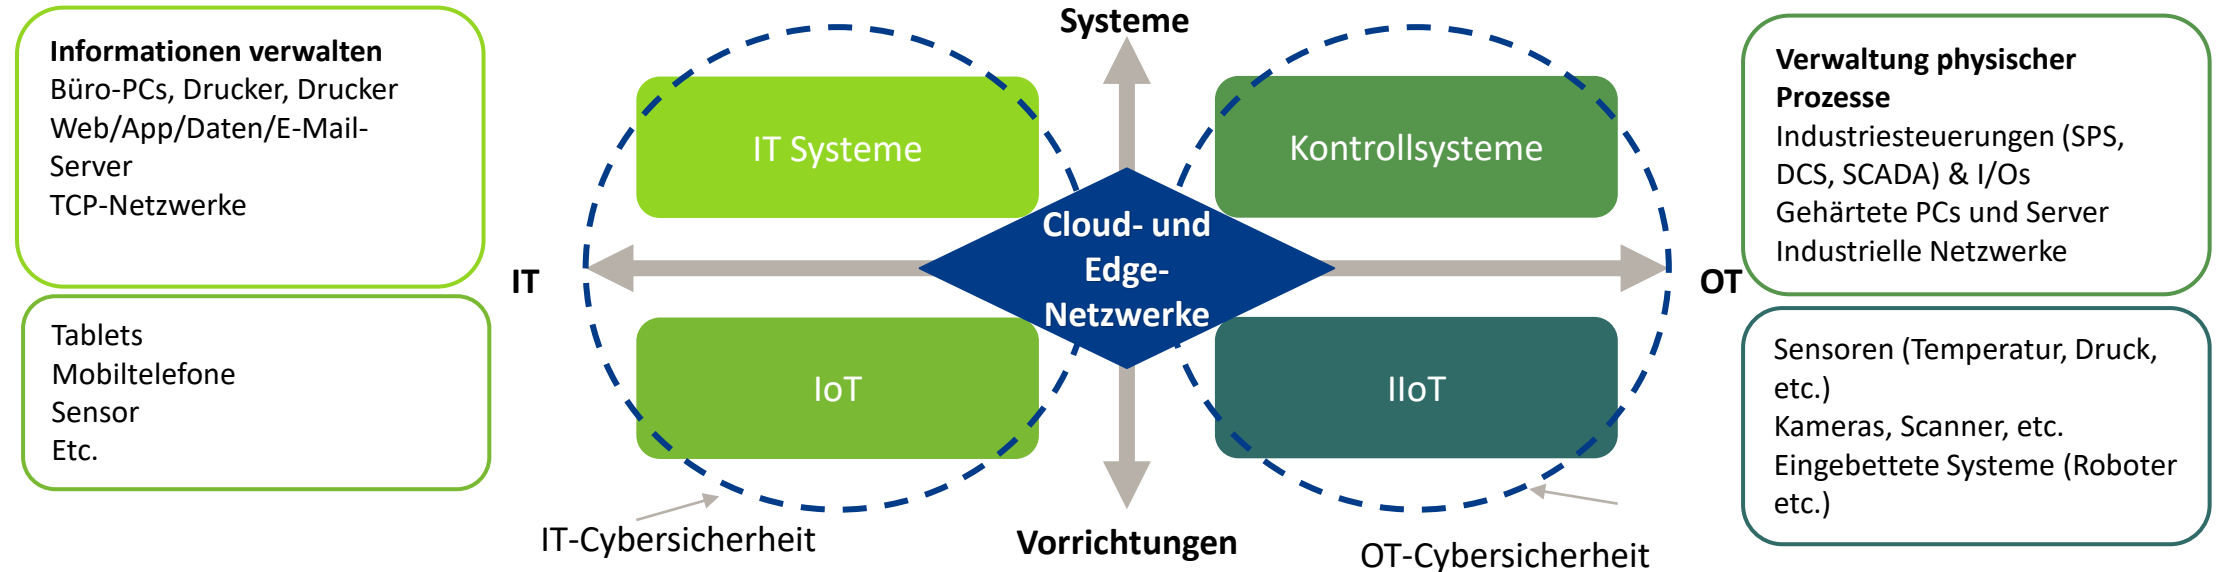 Informationen verwalten
Büro-PCs, Drucker, Drucker
Web/App/Daten/E-Mail-
Server
TCP-Netzwerke
Tablets
Mobiltelefone
Sensor
Etc.
Systeme
IT Systeme
Kontrollsysteme
Cloud- und
Edge-
Netzwerke
IT
OT
IoT
IIoT
IT-Cybersicherheit
Vorrichtungen
OT-Cybersicherheit
Verwaltung physischer
Prozesse
Industriesteuerungen (SPS,
DCS, SCADA) & I/Os
Gehärtete PCs und Server
Industrielle Netzwerke
Sensoren (Temperatur, Druck,
etc.)
Kameras, Scanner, etc.
Eingebettete Systeme (Roboter
etc.)